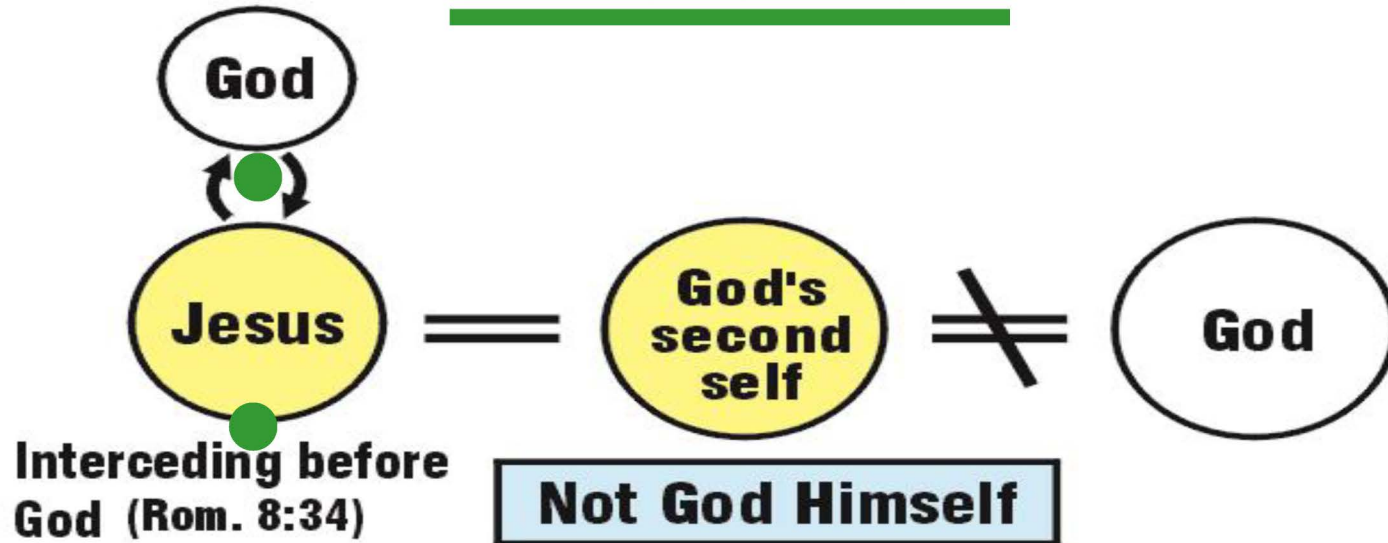 God
Jesus
God's
second
self
God
Interceding before
God (Rom. 8:34)
Not God Himself